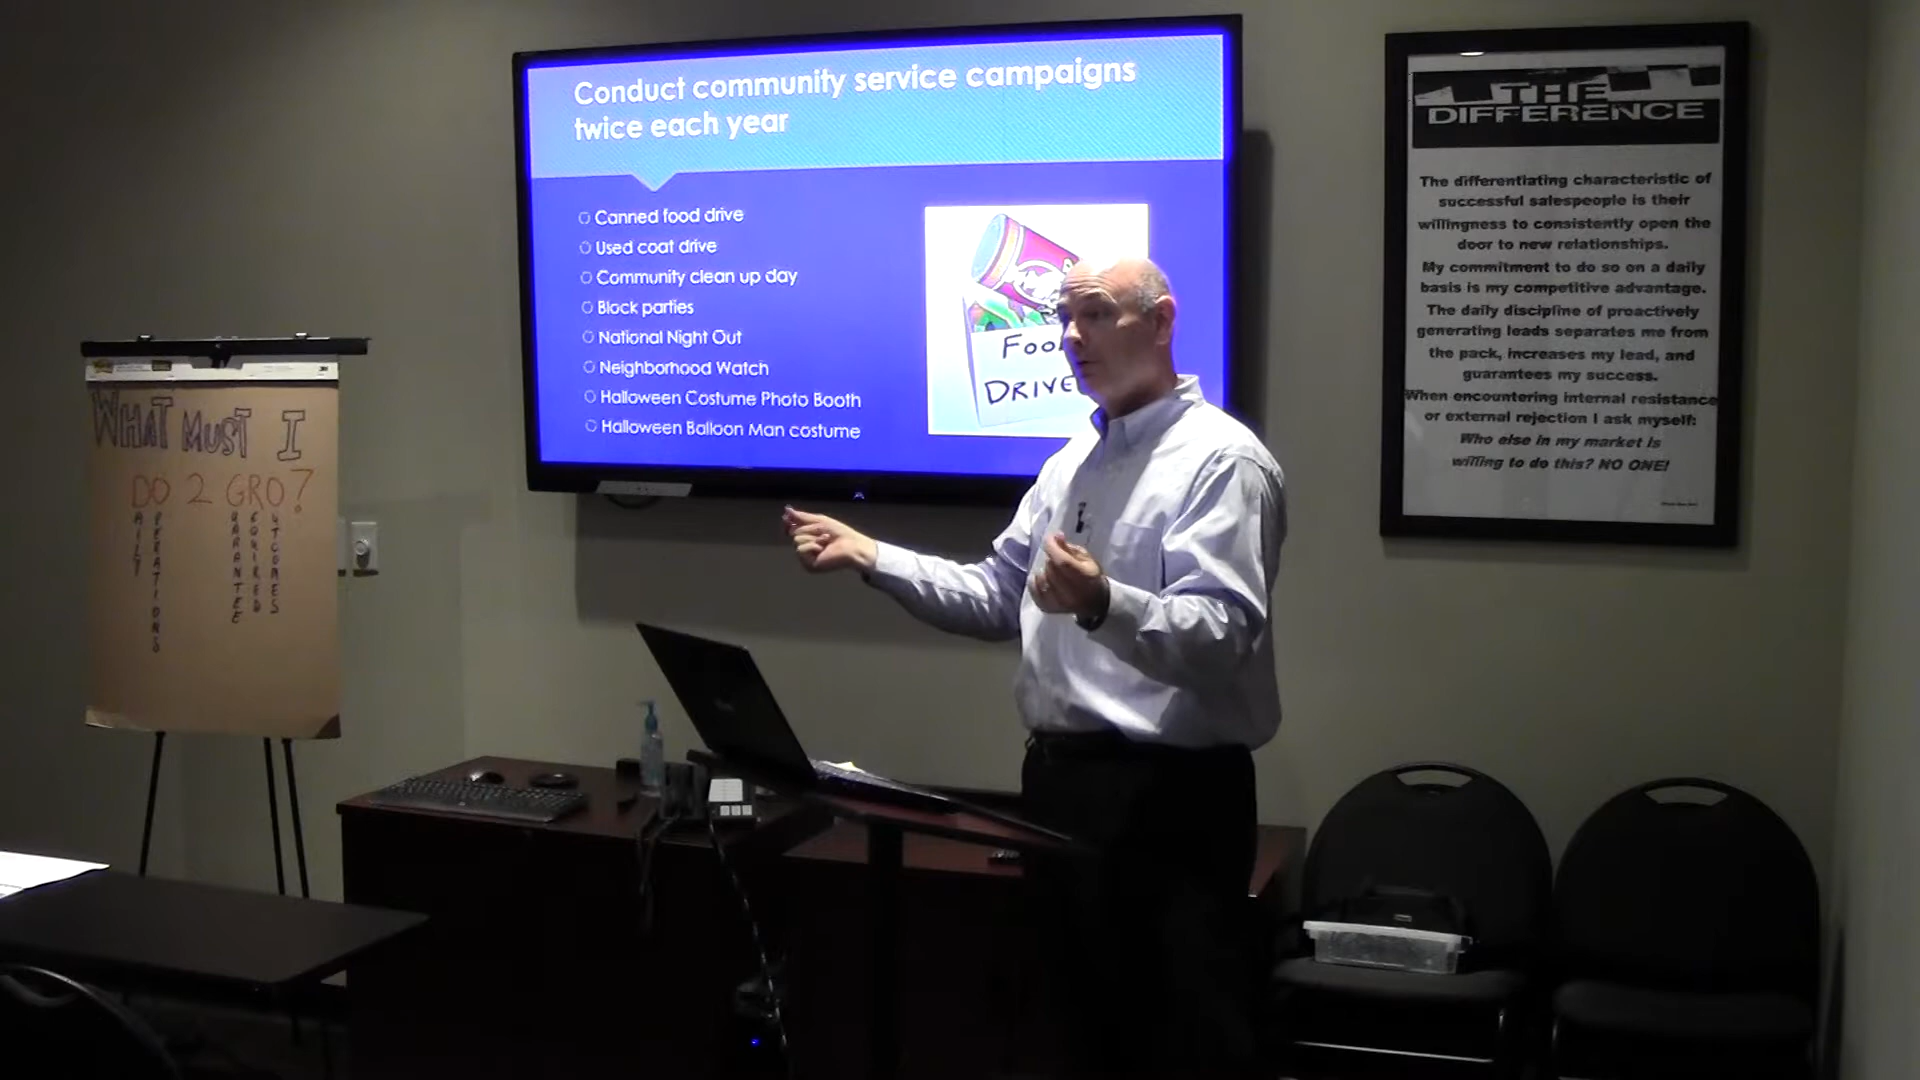 Conduct community service campaigns
twice each year
Canned food drive
Used coat drive
Community clean up day
Block parties
National Night Out
Neighborhood Watch
Halloween Costume Photo Booth
Halloween Balloon Man costume
DRIVE
WHAT MUST I
DO 2 GRO?
DAILY
OPERATIONS
GUARANTEE
REQUIRED
OUTCOMES
THE
DIFFERENCE
The differentiating characteristic of
successful salespeople is their
willingness to consistently open the
door to new relationships.
My commitment to do so on a daily
basis is my competitive advantage.
The daily discipline of proactively
generating leads separates me from
the pack, increases my lead, and
guarantees my success.
When encountering internal resistance
or external rejection I ask myself:
Who else in my market is
willing to do this? NO ONE!